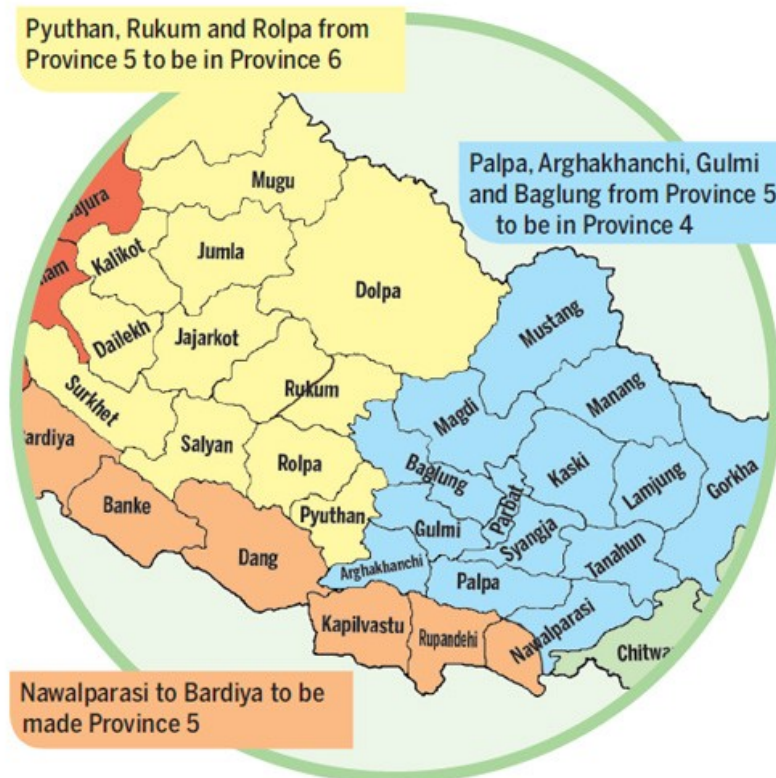 Pyuthan, Rukum and Rolpa from
Province 5 to be in Province 6
Palpa, Arghakhanchi, Gulmi
and Baglung from Province 5
to be in Province 4
Mugu
Kalikot
Jumla
Dolpa
Mustang
Dailekh
Jajarkot
Rukum
Manang
Surkhet
Magdi
Salyan
Rolpa
Baglung
Parbat
Kaski
Lamjung
Gorkha
ardiya
Banke
Pyuthan
Gulmi
Syangja
Dang
Arghakhanchi
Palpa
Tanahun
Kapilvastu
Rupandehi
Nawalparasi
Chitwa
Nawalparasi to Bardiya to be
made Province 5